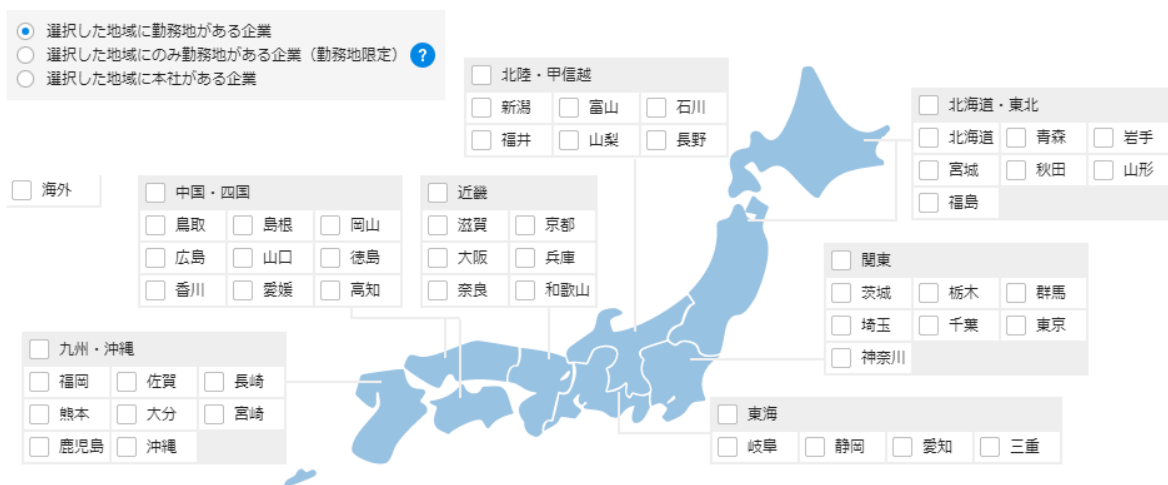 選択した地域に勤務地がある企業
選択した地域にのみ勤務地がある企業（勤務地限定） ?
選択した地域に本社がある企業
北陸・甲信越
新潟 富山 石川
福井 山梨 長野
北海道・東北
北海道 青森 岩手
宮城 秋田 山形
福島
海外
中国・四国
鳥取 島根 岡山
広島 山口 徳島
香川 愛媛 高知
近畿
滋賀 京都
大阪 兵庫
奈良 和歌山
関東
茨城 栃木 群馬
埼玉 千葉 東京
神奈川
九州・沖縄
福岡 佐賀 長崎
熊本 大分 宮崎
鹿児島 沖縄
東海
岐阜 静岡 愛知 三重